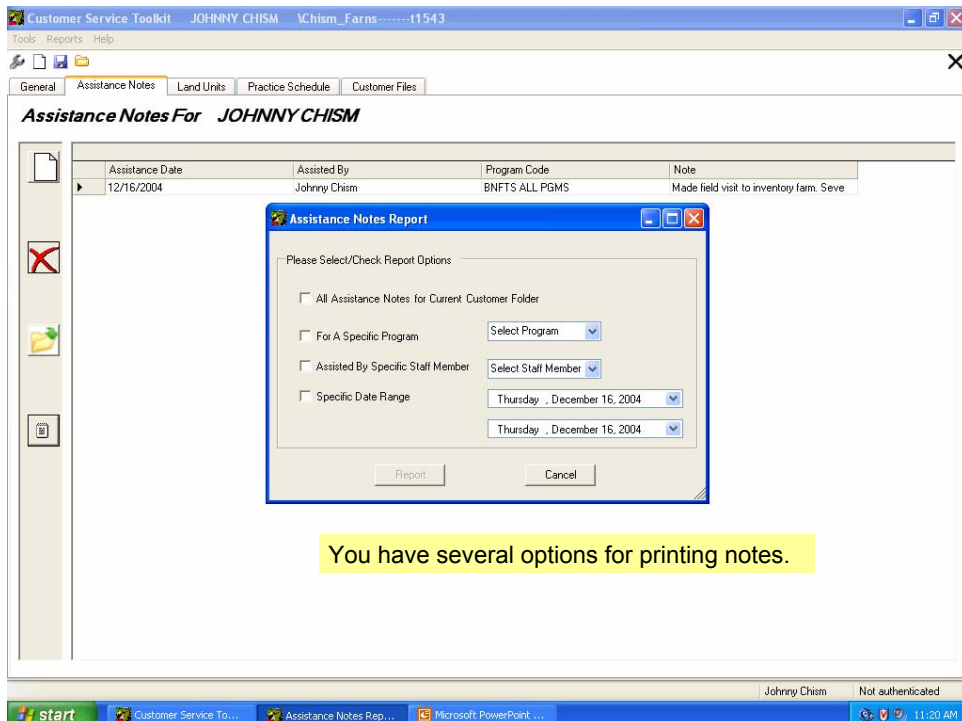 Customer Service Toolkit JOHNNY CHISM \Chism_Farns-------t1543
Tools Reports Help
General Assistance Notes Land Units Practice Schedule Customer Files
Assistance Notes For JOHNNY CHISM
Assistance Date Assisted By Program Code Note
12/16/2004 Johnny Chism BNFTS ALL PGMS Made field visit to inventory farm. Seve
Assistance Notes Report
Please Select/Check Report Options
All Assistance Notes for Current Customer Folder
For A Specific Program Select Program
Assisted By Specific Staff Member Select Staff Member
Specific Date Range Thursday , December 16, 2004
Thursday , December 16, 2004
Report Cancel
You have several options for printing notes.
Johnny Chism Not authenticated
start Customer Service To... Assistance Notes Rep... Microsoft PowerPoint ... 11:20 AM